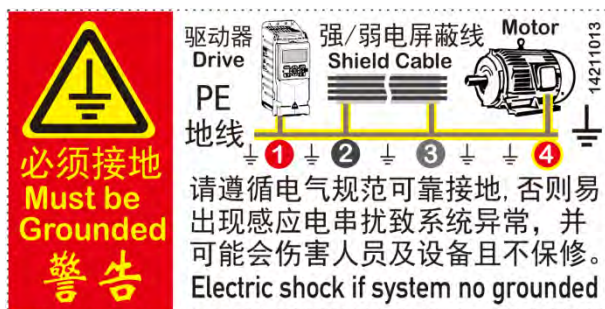 必须接地
Must be
Grounded
警告
驱动器
Drive
强/弱电屏蔽线
Shield Cable
Motor
14211013
PE
地线
1 2 3 4
请遵循电气规范可靠接地,否则易
出现感应电串扰致系统异常，并
可能会伤害人员及设备且不保修。
Electric shock if system no grounded